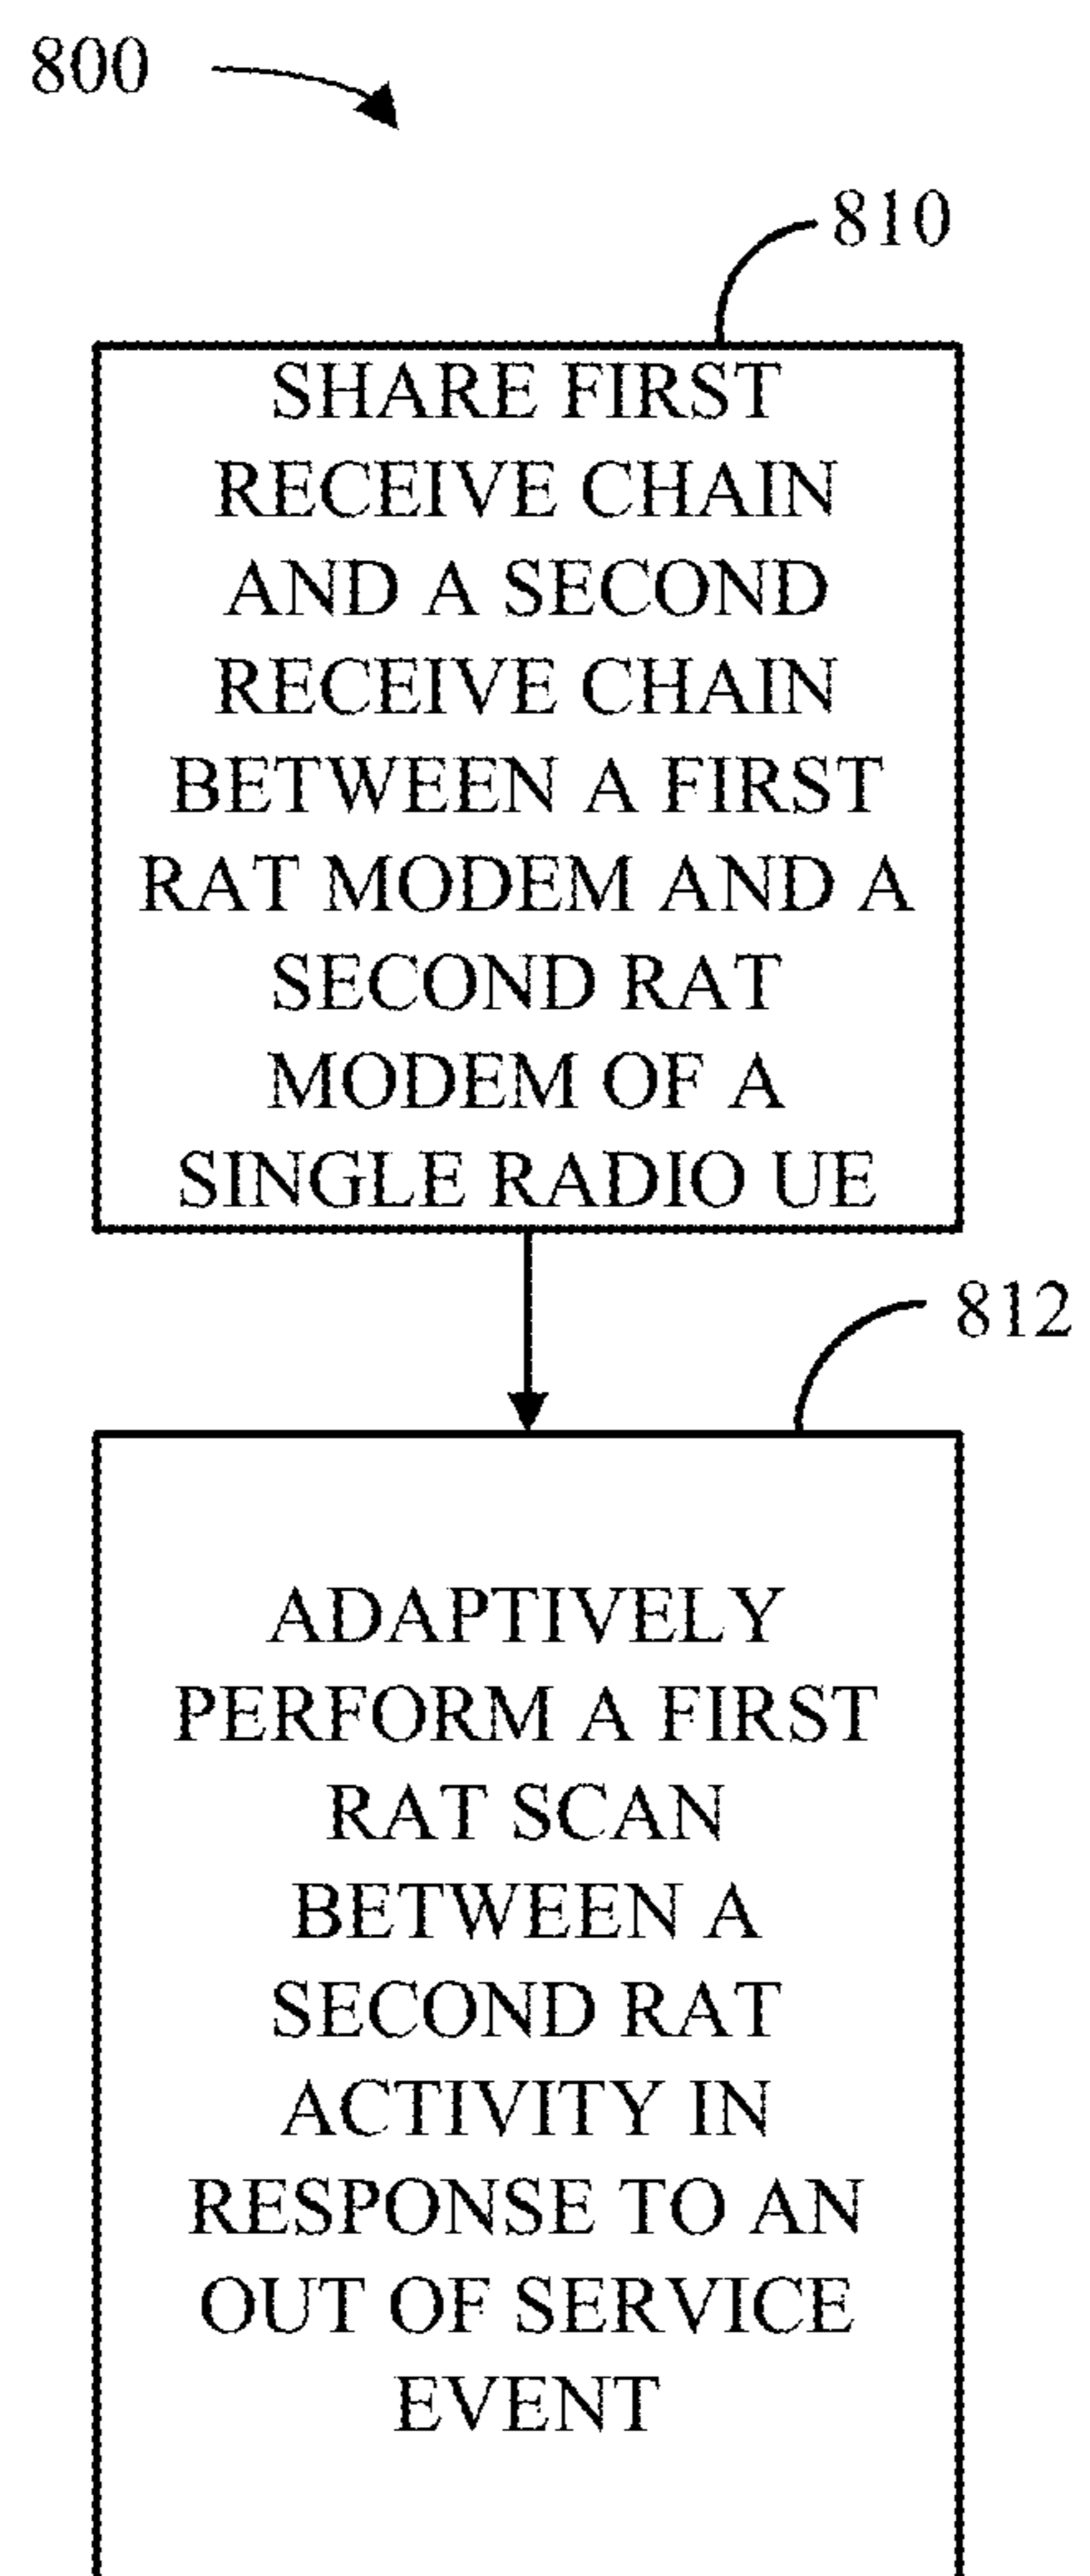 800
810
SHARE FIRST
RECEIVE CHAIN
AND A SECOND
RECEIVE CHAIN
BETWEEN A FIRST
RAT MODEM AND A
SECOND RAT
MODEM OF A
SINGLE RADIO UE
812
ADAPTIVELY
PERFORM A FIRST
RAT SCAN
BETWEEN A
SECOND RAT
ACTIVITY IN
RESPONSE TO AN
OUT OF SERVICE
EVENT